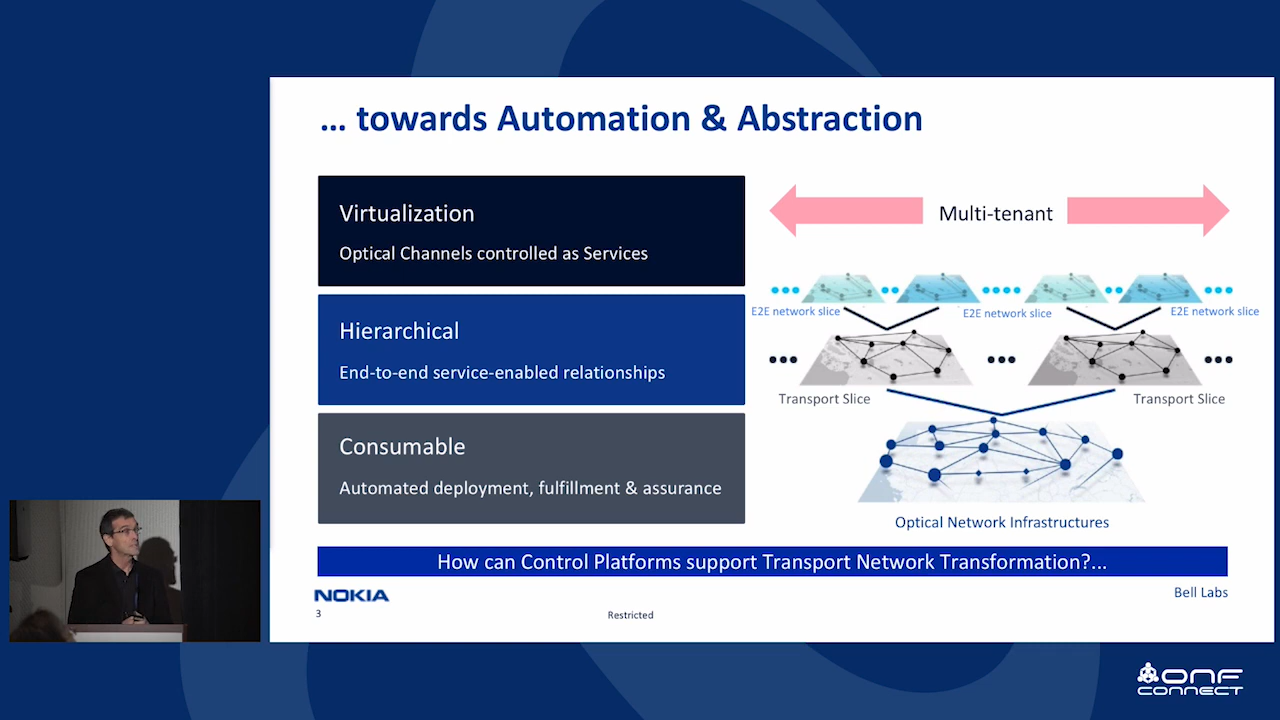 ... towards Automation & Abstraction
Virtualization
Optical Channels controlled as Services
Hierarchical
End-to-end service-enabled relationships
Consumable
Automated deployment, fulfillment & assurance
Multi-tenant
E2E network slice
E2E network slice
E2E network slice
Transport Slice
Transport Slice
Optical Network Infrastructures
How can Control Platforms support Transport Network Transformation?...
NOKIA
Bell Labs
3
Restricted
ONF
CONNECT